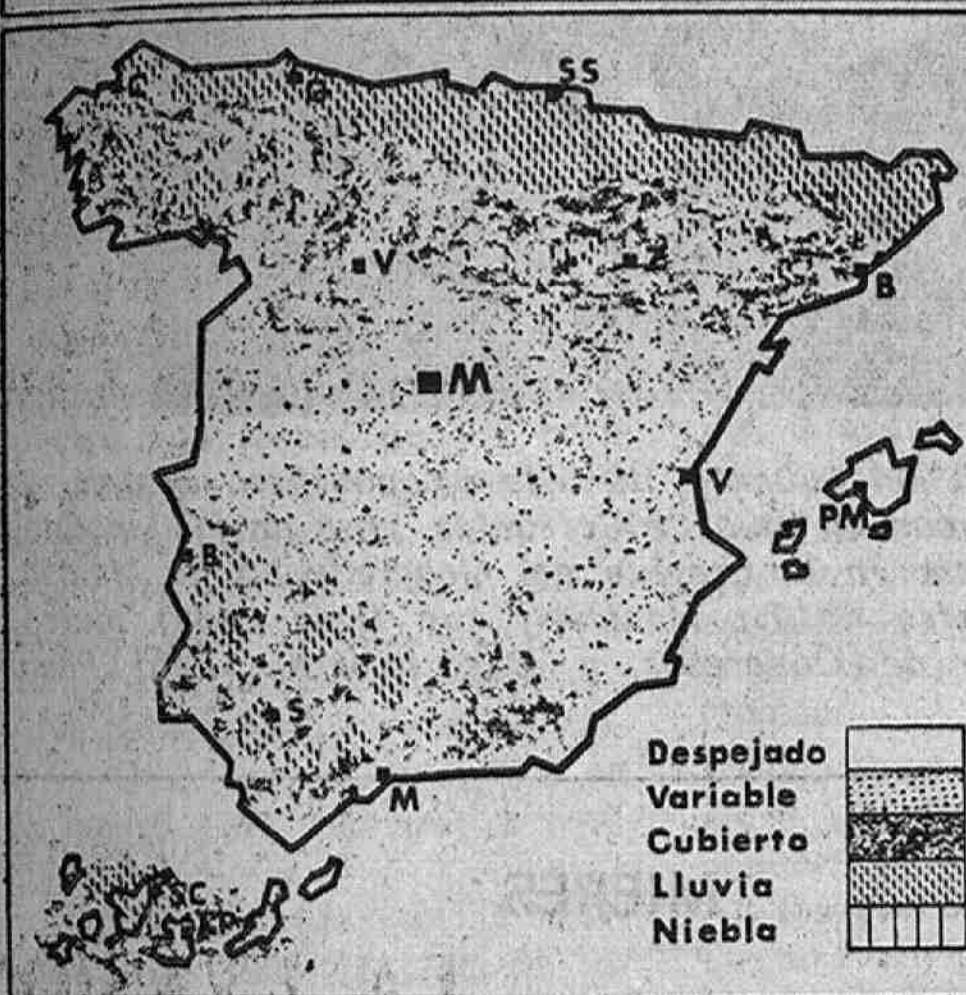 SS
C
G
V
Z
B
M
V
PM
B
S
M
SC
Despejado
Variable
Cubierto
Lluvia
Niebla